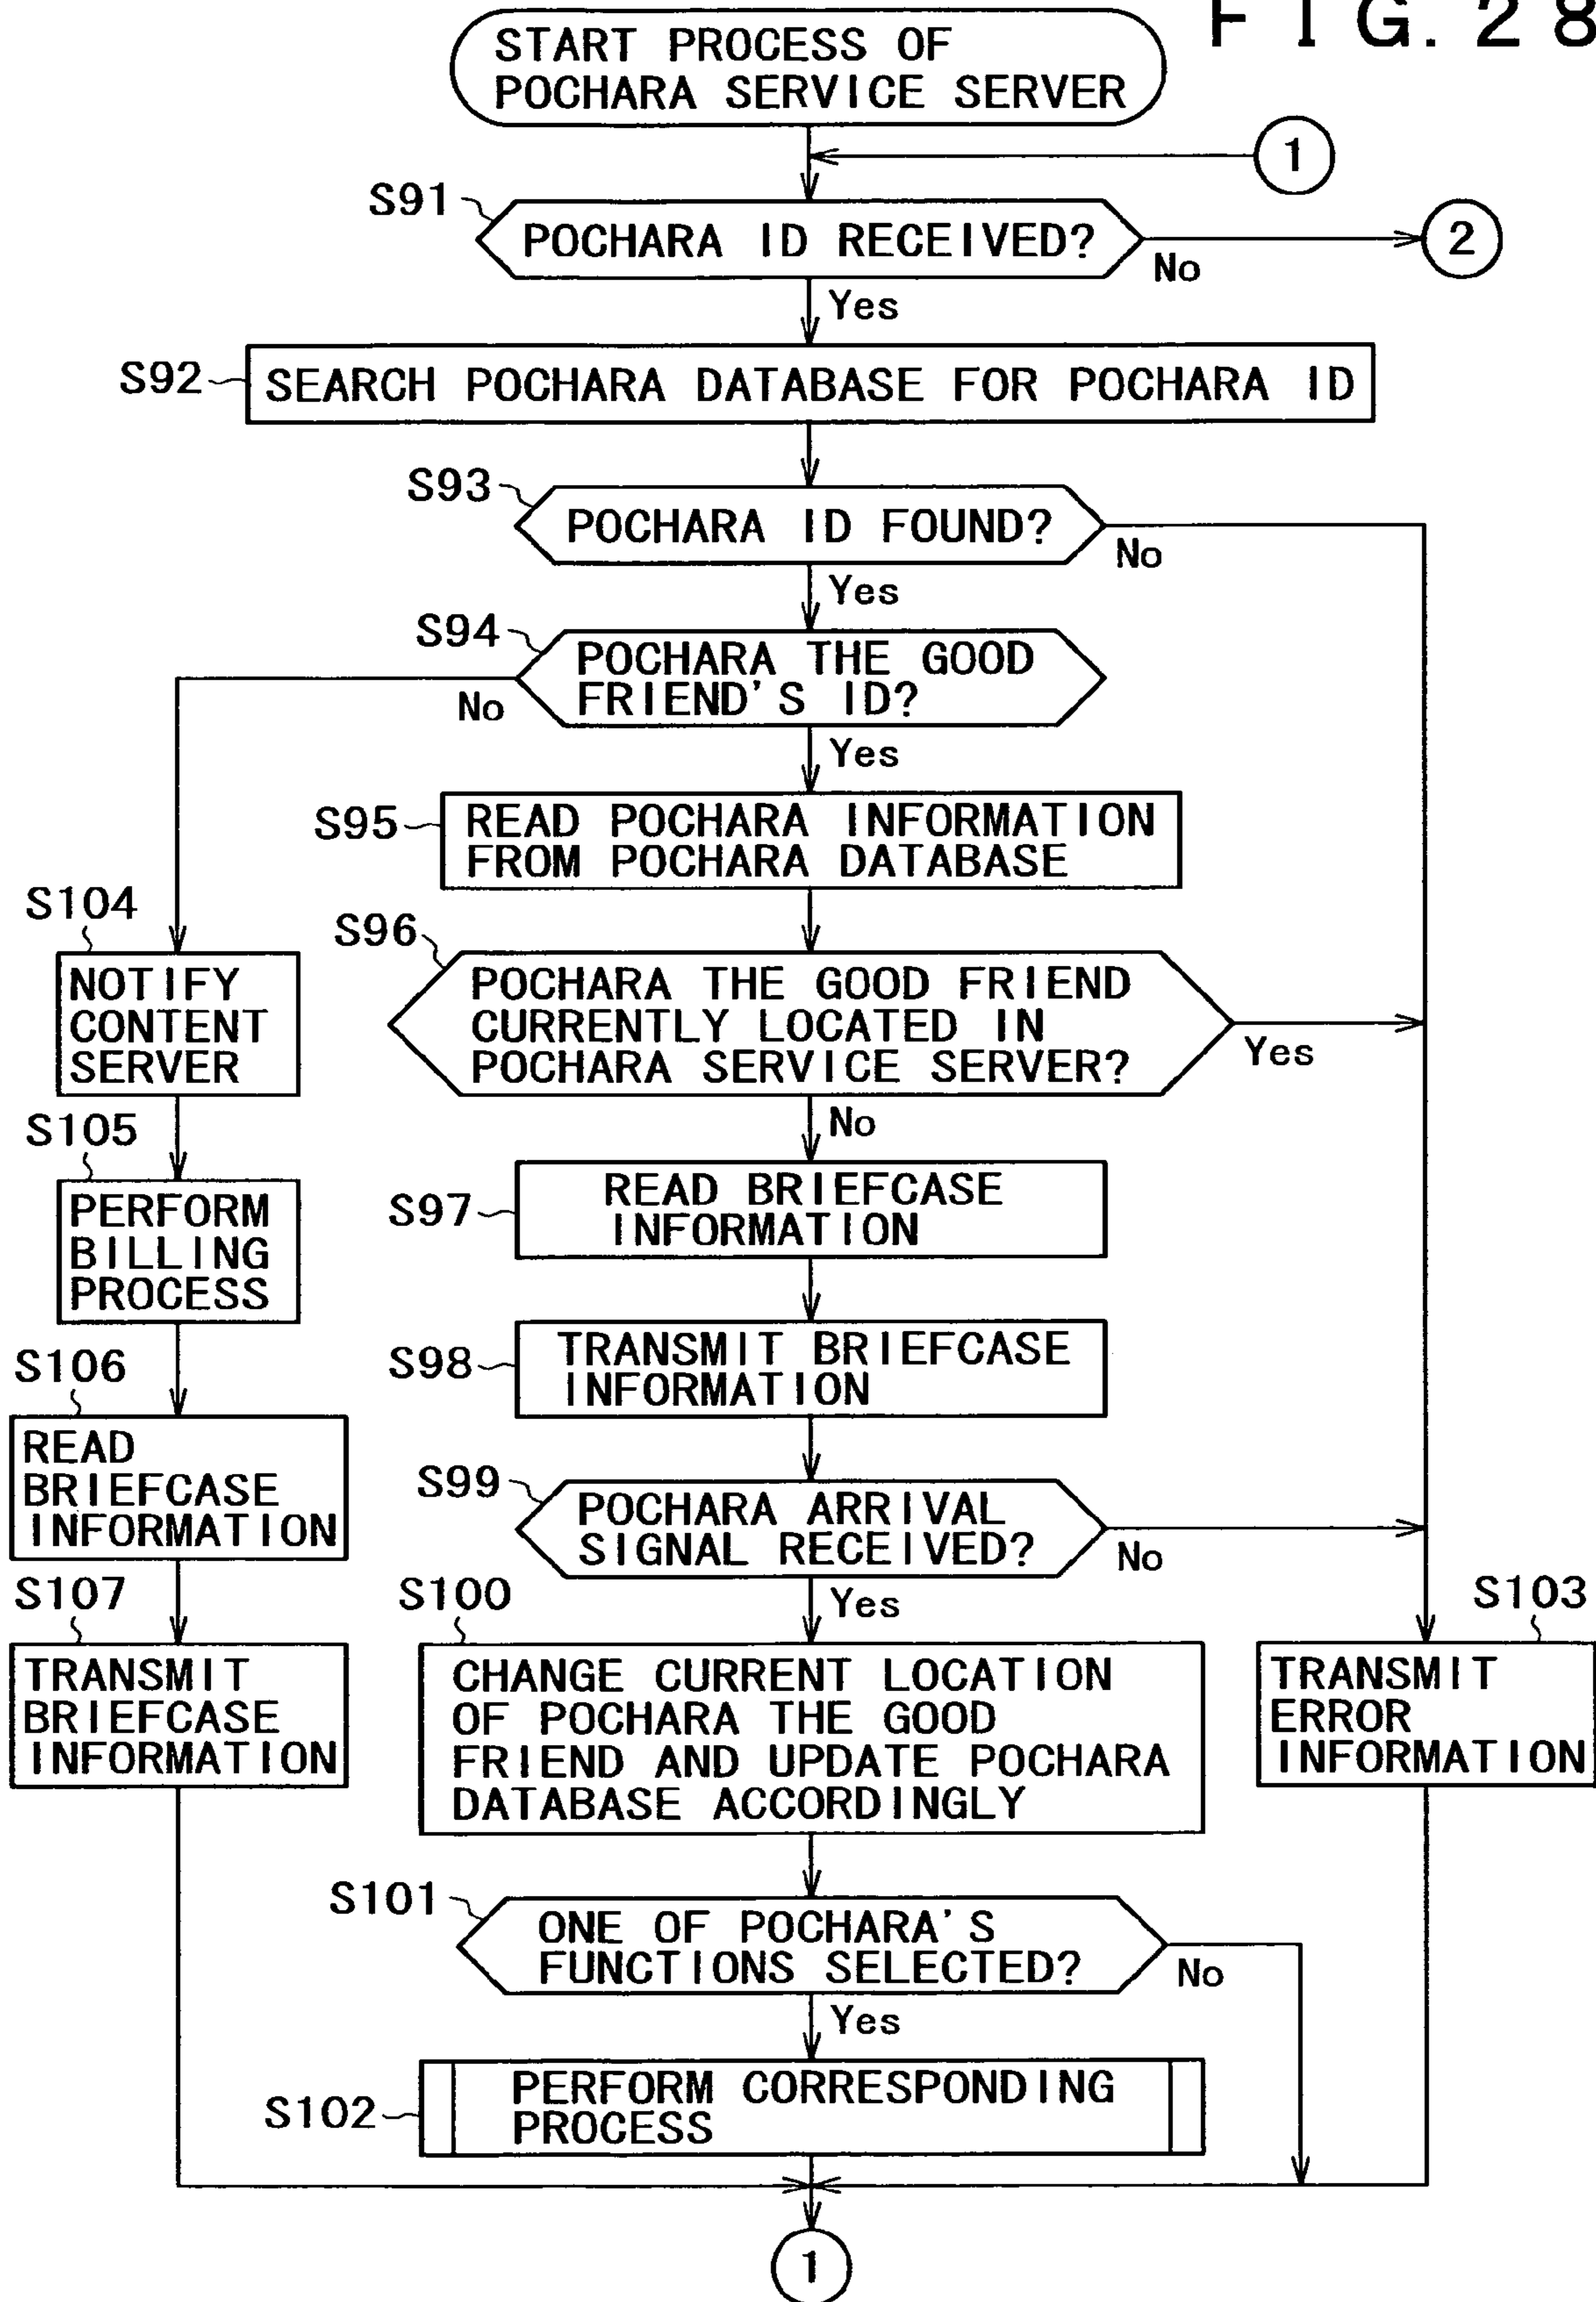 FIG. 28
START PROCESS OF
POCHARA SERVICE SERVER
1
S91
POCHARA ID RECEIVED?
No
2
Yes
S92
SEARCH POCHARA DATABASE FOR POCHARA ID
S93
POCHARA ID FOUND?
No
Yes
S94
POCHARA THE GOOD
FRIEND'S ID?
No
Yes
S95
READ POCHARA INFORMATION
FROM POCHARA DATABASE
S104
NOTIFY
CONTENT
SERVER
S96
POCHARA THE GOOD FRIEND
CURRENTLY LOCATED IN
POCHARA SERVICE SERVER?
Yes
No
S105
PERFORM
BILLING
PROCESS
S97
READ BRIEFCASE
INFORMATION
S98
TRANSMIT BRIEFCASE
INFORMATION
S106
READ
BRIEFCASE
INFORMATION
S99
POCHARA ARRIVAL
SIGNAL RECEIVED?
No
Yes
S107
TRANSMIT
BRIEFCASE
INFORMATION
S100
CHANGE CURRENT LOCATION
OF POCHARA THE GOOD
FRIEND AND UPDATE POCHARA
DATABASE ACCORDINGLY
S103
TRANSMIT
ERROR
INFORMATION
S101
ONE OF POCHARA'S
FUNCTIONS SELECTED?
No
Yes
S102
PERFORM CORRESPONDING
PROCESS
1